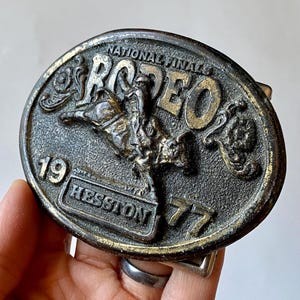 NATIONAL FINALS
RODEO
19 77
HESSTON